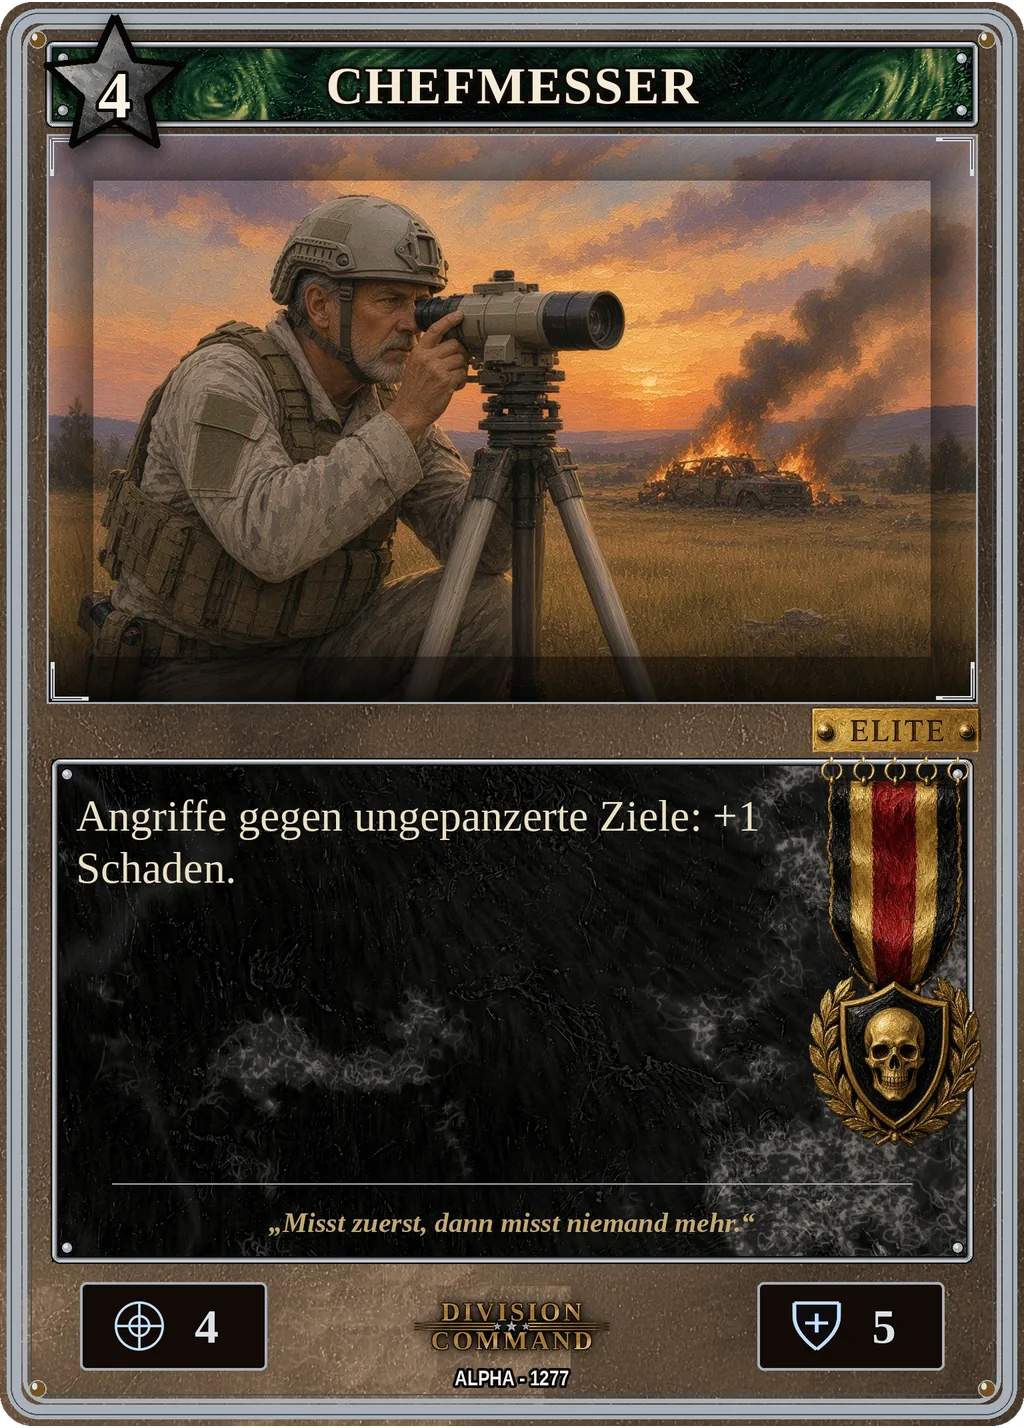 4
CHEFMESSER
ELITE
Angriffe gegen ungepanzerte Ziele: +1
Schaden.
„Misst zuerst, dann misst niemand mehr.“
4
DIVISION
COMMAND
ALPHA - 1277
5